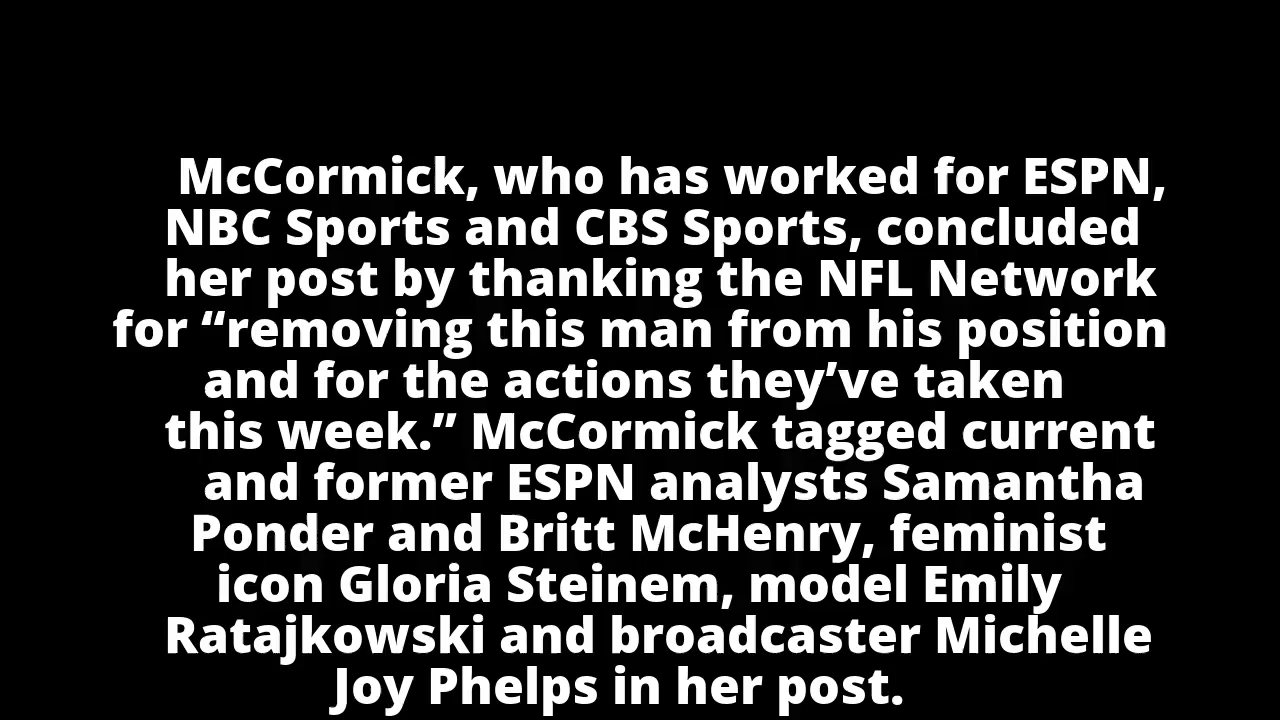 McCormick, who has worked for ESPN,
NBC Sports and CBS Sports, concluded
her post by thanking the NFL Network
for “removing this man from his position
and for the actions they’ve taken
this week.” McCormick tagged current
and former ESPN analysts Samantha
Ponder and Britt McHenry, feminist
icon Gloria Steinem, model Emily
Ratajkowski and broadcaster Michelle
Joy Phelps in her post.